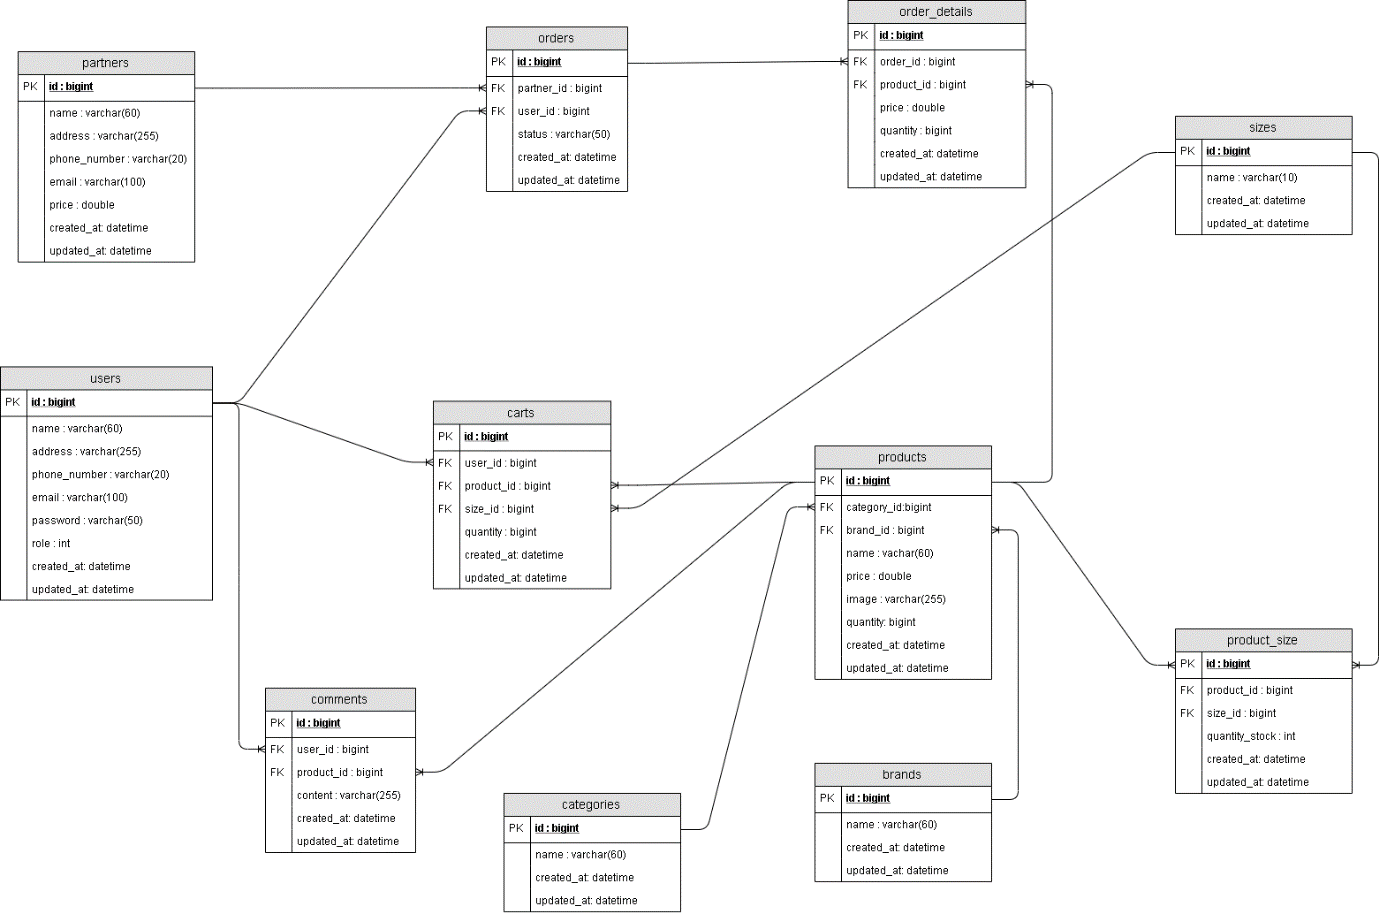 partners
PK id : bigint
name : varchar(60)
address : varchar(255)
phone_number : varchar(20)
email : varchar(100)
price : double
created_at: datetime
updated_at: datetime
orders
PK id : bigint
FK partner_id : bigint
FK user_id : bigint
status : varchar(50)
created_at: datetime
updated_at: datetime
order_details
PK id : bigint
FK order_id : bigint
FK product_id : bigint
price : double
quantity : bigint
created_at: datetime
updated_at: datetime
sizes
PK id : bigint
name : varchar(10)
created_at: datetime
updated_at: datetime
users
PK id : bigint
name : varchar(60)
address : varchar(255)
phone_number : varchar(20)
email : varchar(100)
password : varchar(50)
role : int
created_at: datetime
updated_at: datetime
carts
PK id : bigint
FK user_id : bigint
FK product_id : bigint
FK size_id : bigint
quantity : bigint
created_at: datetime
updated_at: datetime
products
PK id : bigint
FK category_id:bigint
FK brand_id : bigint
name : vachar(60)
price : double
image : varchar(255)
quantity: bigint
created_at: datetime
updated_at: datetime
product_size
PK id : bigint
FK product_id : bigint
FK size_id : bigint
quantity_stock : int
created_at: datetime
updated_at: datetime
comments
PK id : bigint
FK user_id : bigint
FK product_id : bigint
content : varchar(255)
created_at: datetime
updated_at: datetime
categories
PK id : bigint
name : varchar(60)
created_at: datetime
updated_at: datetime
brands
PK id : bigint
name : varchar(60)
created_at: datetime
updated_at: datetime